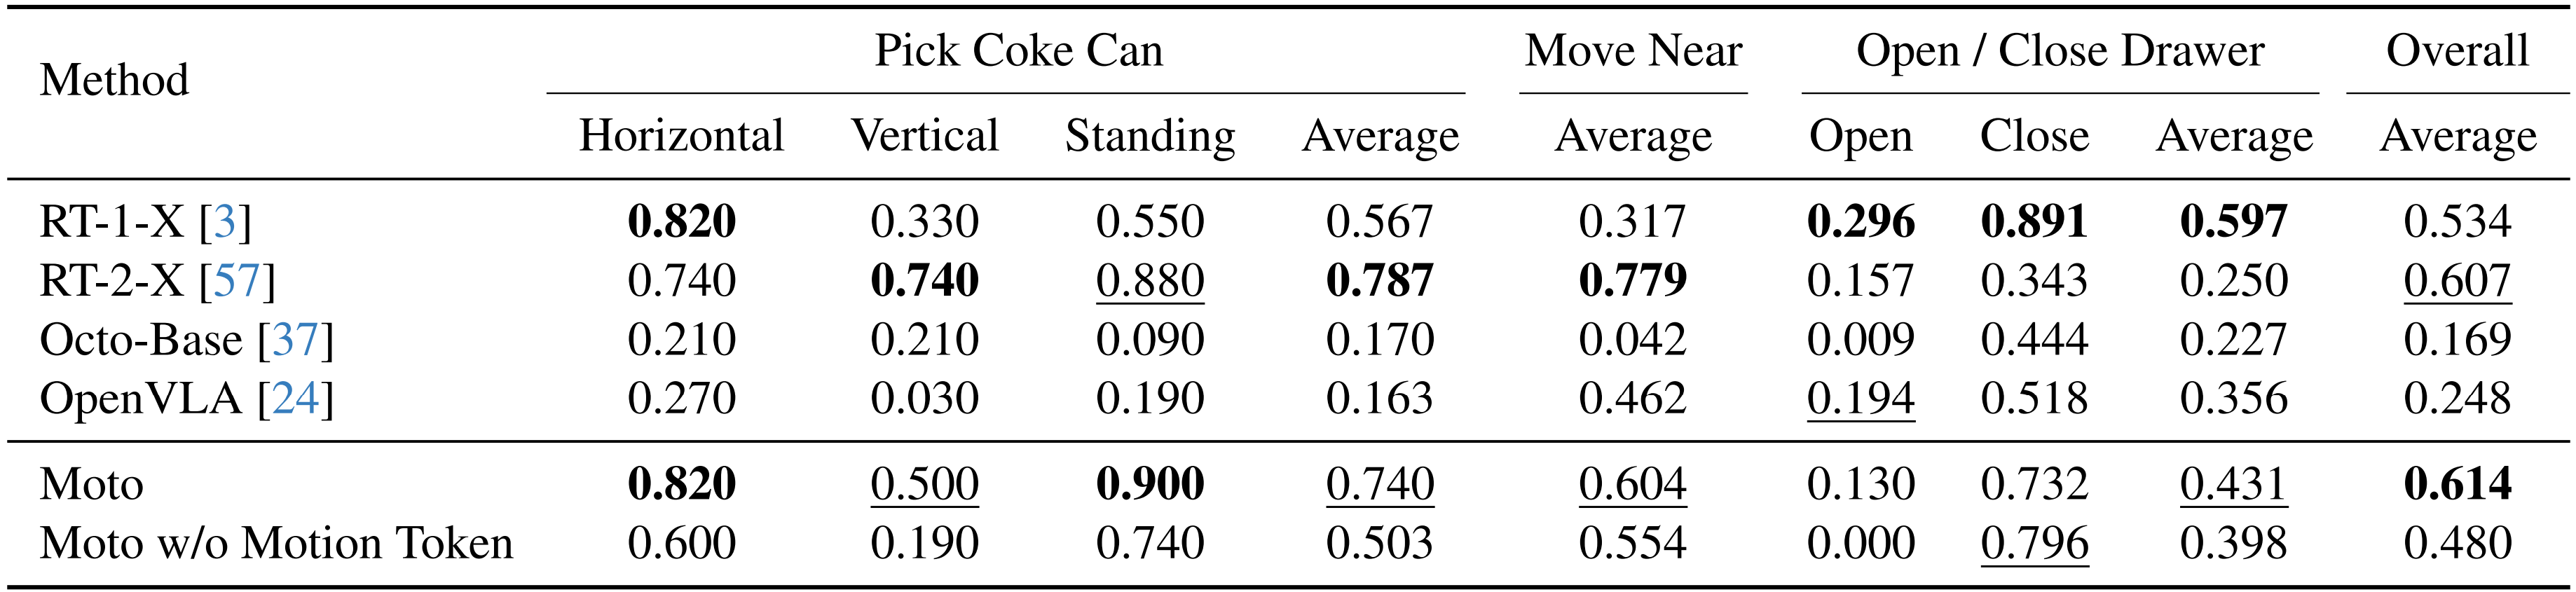 Method Pick Coke Can Move Near Open / Close Drawer Overall
Horizontal Vertical Standing Average Average Open Close Average Average
RT-1-X [3] 0.820 0.330 0.550 0.567 0.317 0.296 0.891 0.597 0.534
RT-2-X [57] 0.740 0.740 0.880 0.787 0.779 0.157 0.343 0.250 0.607
Octo-Base [37] 0.210 0.210 0.090 0.170 0.042 0.009 0.444 0.227 0.169
OpenVLA [24] 0.270 0.030 0.190 0.163 0.462 0.194 0.518 0.356 0.248
Moto 0.820 0.500 0.900 0.740 0.604 0.130 0.732 0.431 0.614
Moto w/o Motion Token 0.600 0.190 0.740 0.503 0.554 0.000 0.796 0.398 0.480